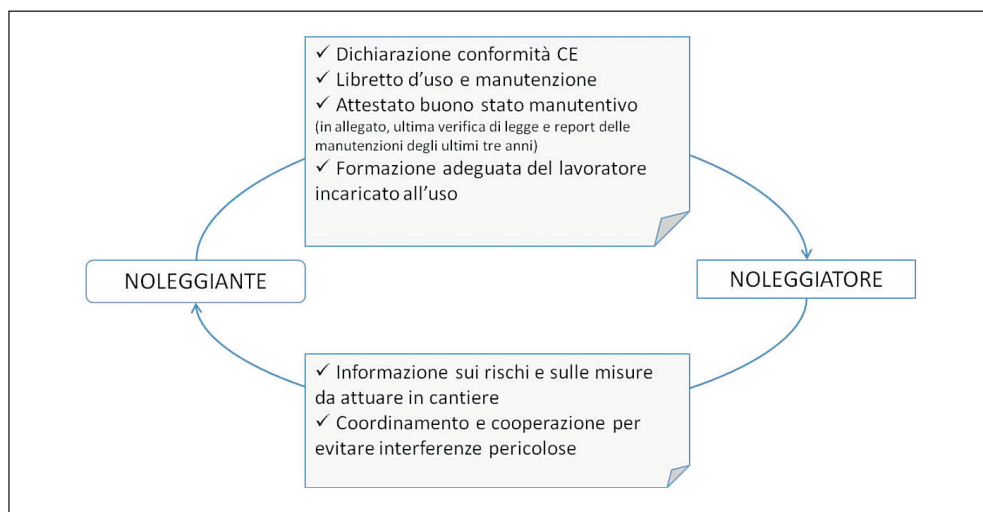 ✓ Dichiarazione conformità CE
✓ Libretto d'uso e manutenzione
✓ Attestato buono stato manutentivo
(in allegato, ultima verifica di legge e report delle
manutenzioni degli ultimi tre anni)
✓ Formazione adeguata del lavoratore
incaricato all'uso
NOLEGGIANTE
NOLEGGIATORE
✓ Informazione sui rischi e sulle misure
da attuare in cantiere
✓ Coordinamento e cooperazione per
evitare interferenze pericolose